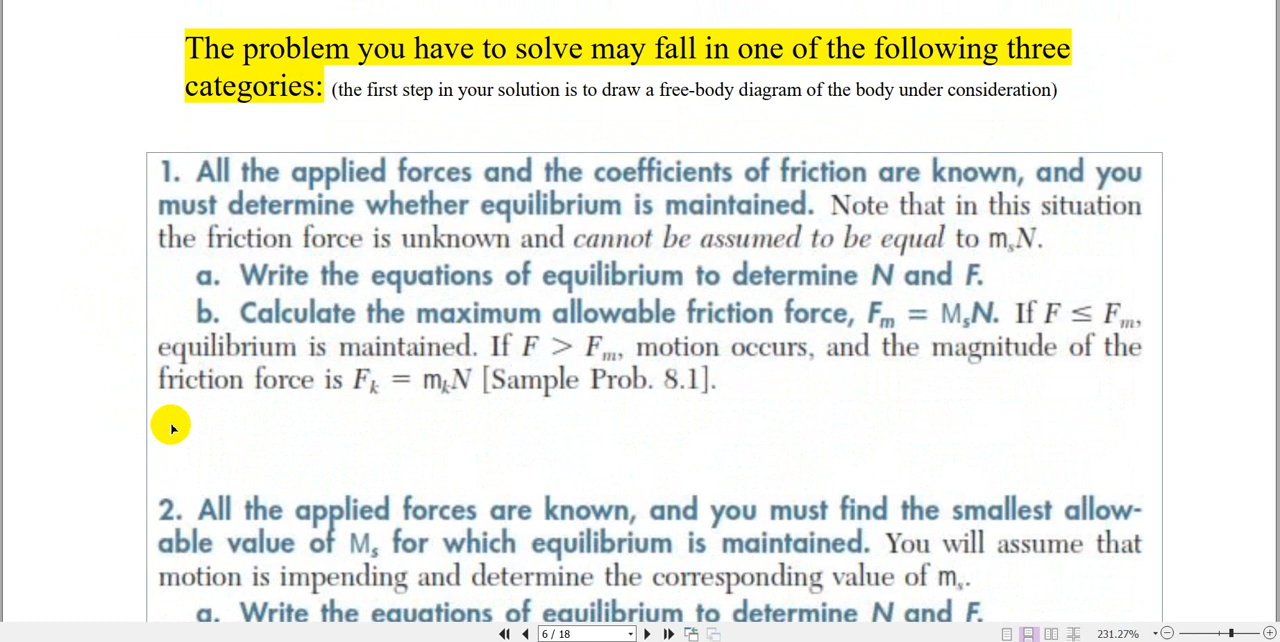 The problem you have to solve may fall in one of the following three
categories: (the first step in your solution is to draw a free-body diagram of the body under consideration)
1. All the applied forces and the coefficients of friction are known, and you
must determine whether equilibrium is maintained. Note that in this situation
the friction force is unknown and cannot be assumed to be equal to mₛN.
a. Write the equations of equilibrium to determine N and F.
b. Calculate the maximum allowable friction force, Fₘ = MₛN. If F ≤ Fₘ,
equilibrium is maintained. If F > Fₘ, motion occurs, and the magnitude of the
friction force is Fₖ = mₖN [Sample Prob. 8.1].
2. All the applied forces are known, and you must find the smallest allow-
able value of Mₛ for which equilibrium is maintained. You will assume that
motion is impending and determine the corresponding value of mₛ.
a. Write the equations of equilibrium to determine N and F.
6 / 18
231.27%